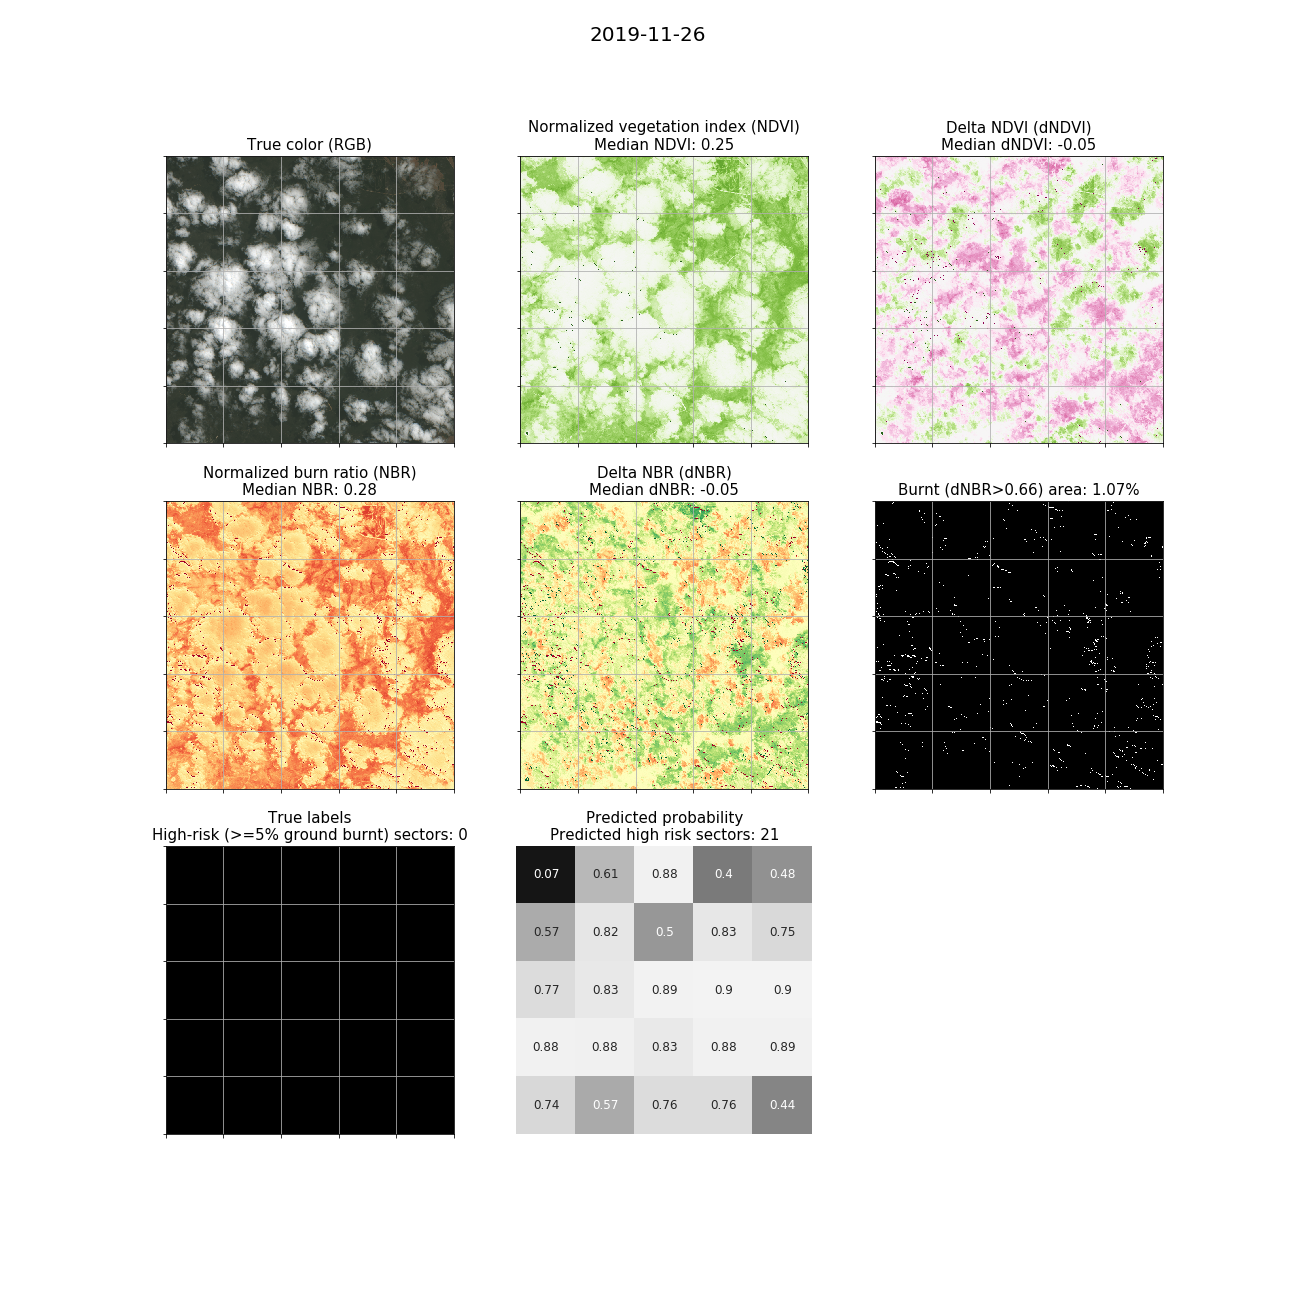 2019-11-26
True color (RGB)
Normalized vegetation index (NDVI)
Median NDVI: 0.25
Delta NDVI (dNDVI)
Median dNDVI: -0.05
Normalized burn ratio (NBR)
Median NBR: 0.28
Delta NBR (dNBR)
Median dNBR: -0.05
Burnt (dNBR>0.66) area: 1.07%
True labels
High-risk (>=5% ground burnt) sectors: 0
Predicted probability
Predicted high risk sectors: 21
0.07 0.61 0.88 0.4 0.48
0.57 0.82 0.5 0.83 0.75
0.77 0.83 0.89 0.9 0.9
0.88 0.88 0.83 0.88 0.89
0.74 0.57 0.76 0.76 0.44